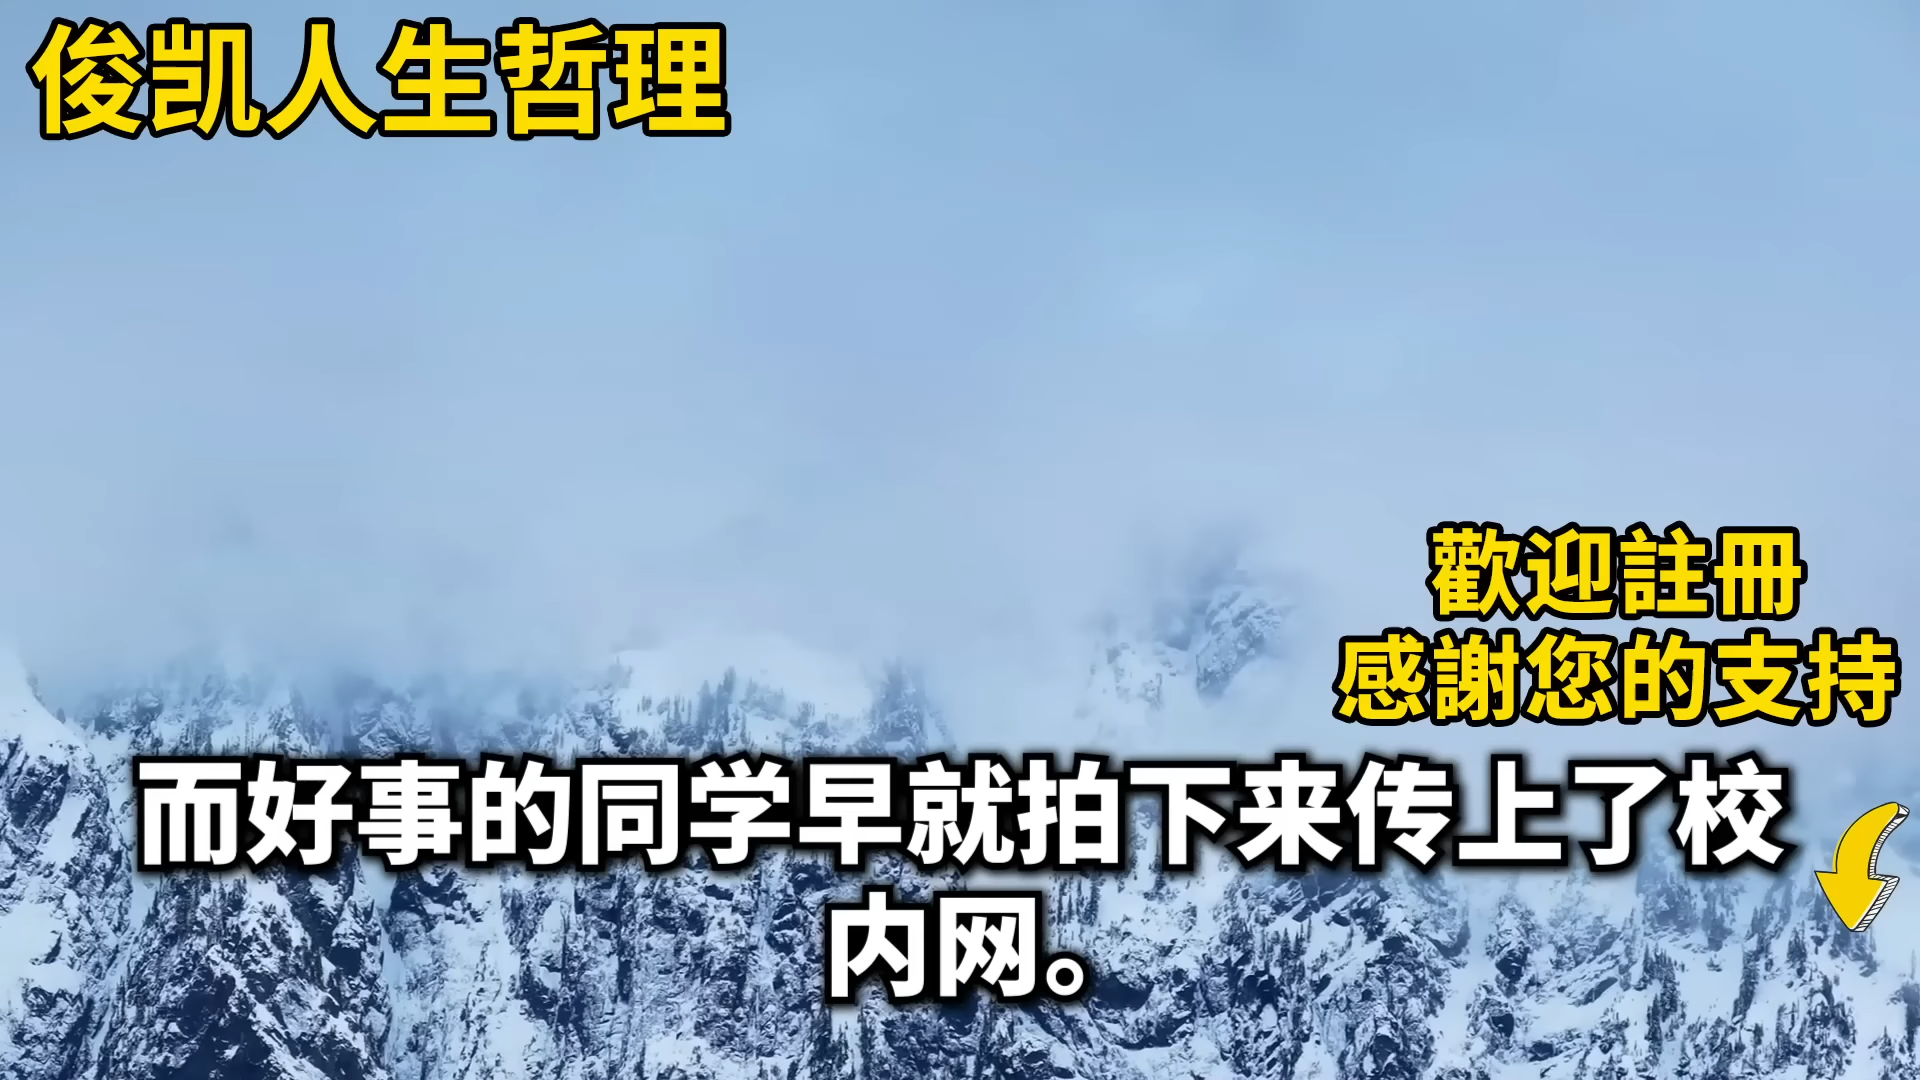 俊凯人生哲理
歡迎註冊
感謝您的支持
而好事的同学早就拍下来传上了校
内网。